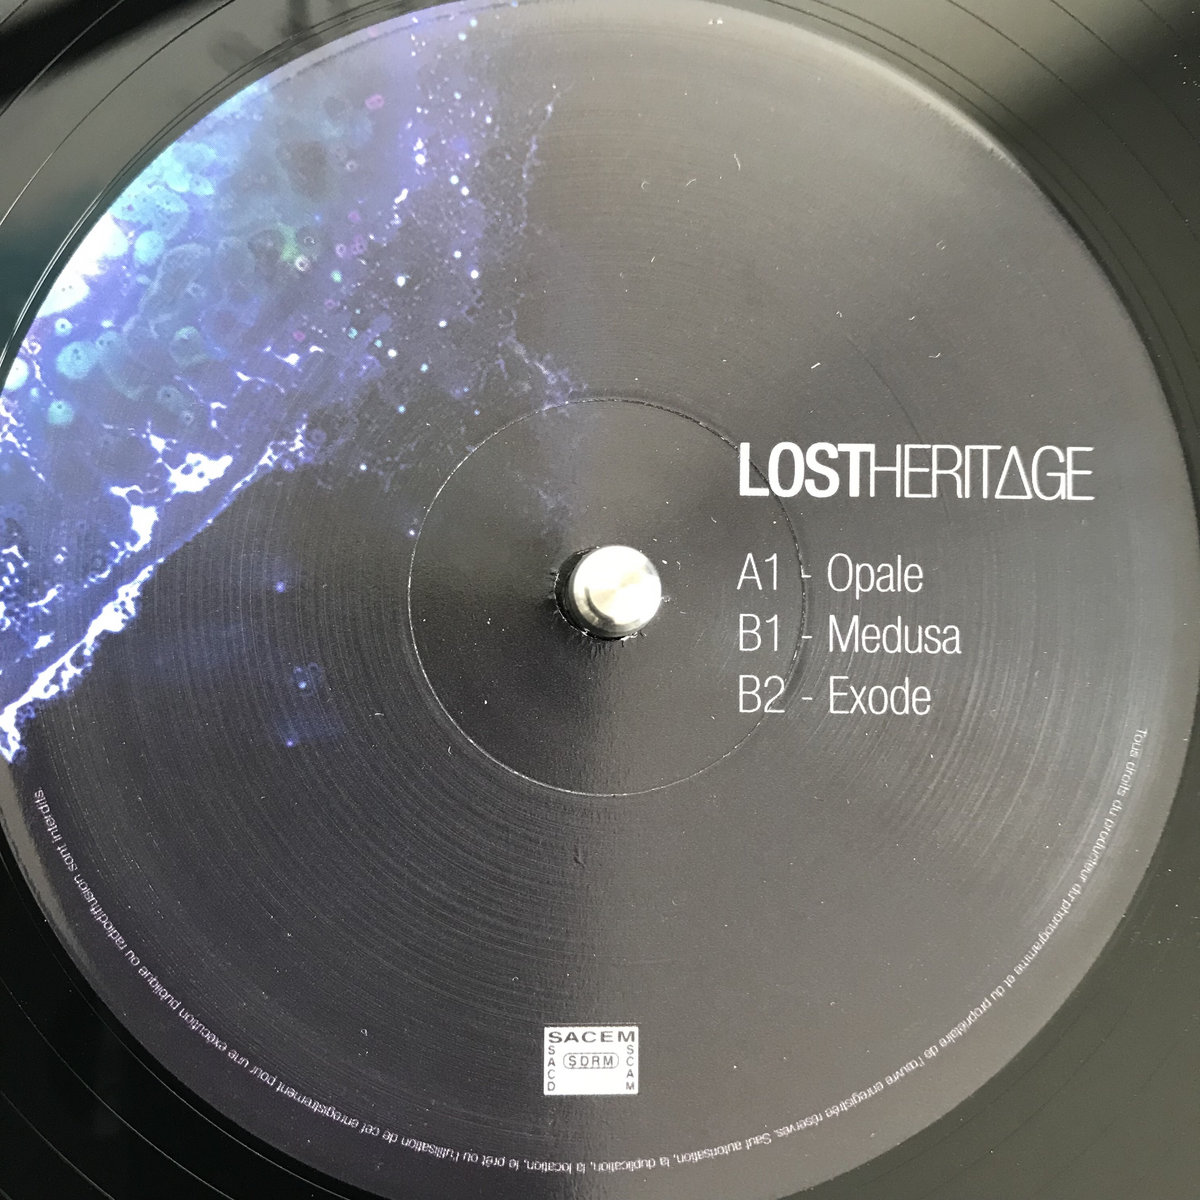 LOSTHERITΔGE
A1 - Opale
B1 - Medusa
B2 - Exode
SACEM
SACD
SDRM
SCAM
Tous droits du producteur du phonogramme et du propriétaire de l'œuvre enregistrée réservés. Sauf autorisation, la duplication, la location, le prêt ou l'utilisation de cet enregistrement pour une exécution publique ou radiodiffusion sont interdits.